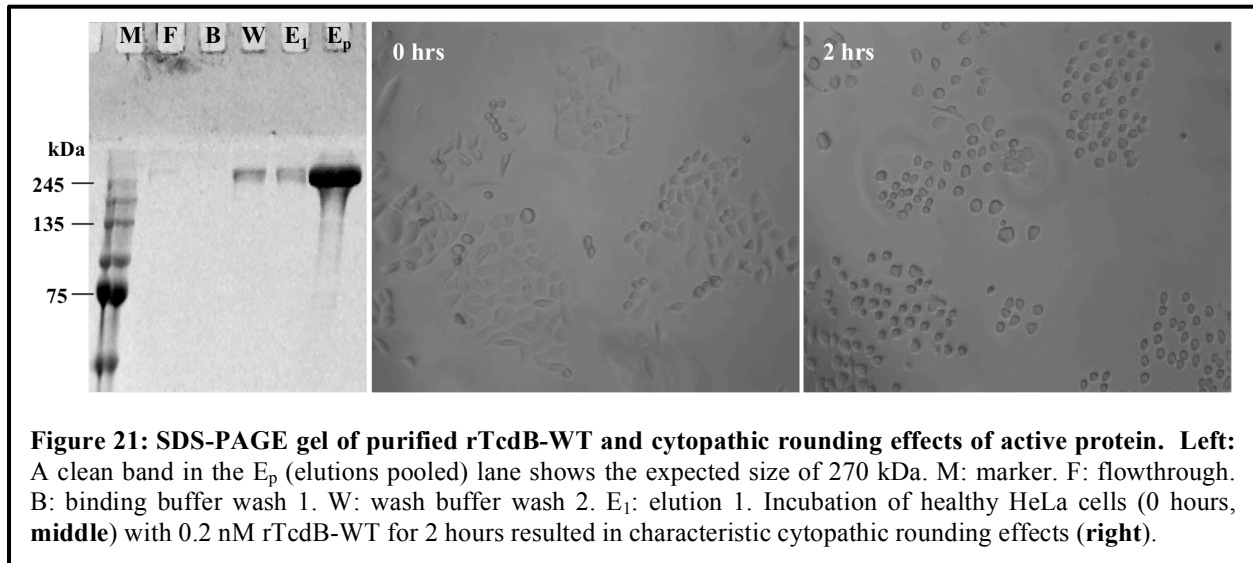 M F B W E₁ Eₚ
kDa
245
135
75
0 hrs
2 hrs
Figure 21: SDS-PAGE gel of purified rTcdB-WT and cytopathic rounding effects of active protein. Left:
A clean band in the Eₚ (elutions pooled) lane shows the expected size of 270 kDa. M: marker. F: flowthrough.
B: binding buffer wash 1. W: wash buffer wash 2. E₁: elution 1. Incubation of healthy HeLa cells (0 hours,
middle) with 0.2 nM rTcdB-WT for 2 hours resulted in characteristic cytopathic rounding effects (right).